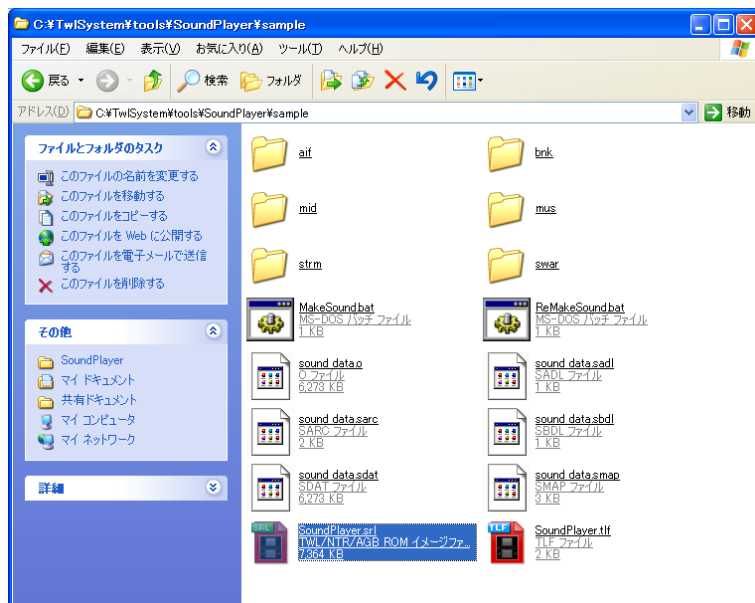 C:¥TwlSystem¥tools¥SoundPlayer¥sample
ファイル(F) 編集(E) 表示(V) お気に入り(A) ツール(T) ヘルプ(H)
戻る 検索 フォルダ
アドレス(D) C:¥TwlSystem¥tools¥SoundPlayer¥sample 移動
ファイルとフォルダのタスク
このファイルの名前を変更する
このファイルを移動する
このファイルをコピーする
このファイルを Web に公開する
このファイルを電子メールで送信
する
このファイルを削除する
その他
SoundPlayer
マイ ドキュメント
共有ドキュメント
マイ コンピュータ
マイ ネットワーク
詳細
aif
bnk
mid
mus
strm
swar
MakeSound.bat
MS-DOS バッチ ファイル
1 KB
ReMakeSound.bat
MS-DOS バッチ ファイル
1 KB
sound data.o
O ファイル
6,273 KB
sound data.sadl
SADL ファイル
1 KB
sound data.sarc
SARC ファイル
2 KB
sound data.sbdl
SBDL ファイル
1 KB
sound data.sdat
SDAT ファイル
6,273 KB
sound data.smap
SMAP ファイル
3 KB
SRL
SoundPlayer.srl
TWL/NTR/AGB ROM イメージファ...
7,364 KB
TLF
SoundPlayer.tlf
TLF ファイル
2 KB